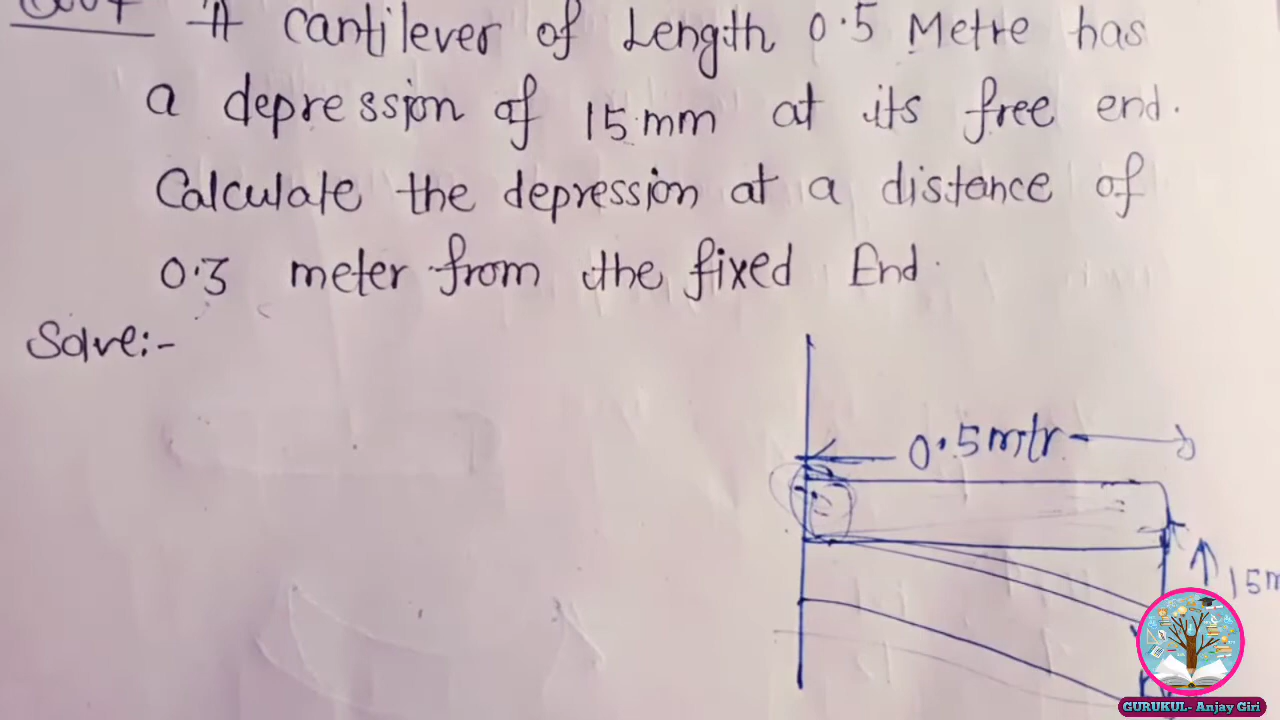 A Cantilever of Length 0.5 Metre has
a depression of 15 mm at its free end.
Calculate the depression at a distance of
0.3 meter from the fixed End.
Solve:-
0.5 mtr
15m
GURUKUL- Anjay Giri